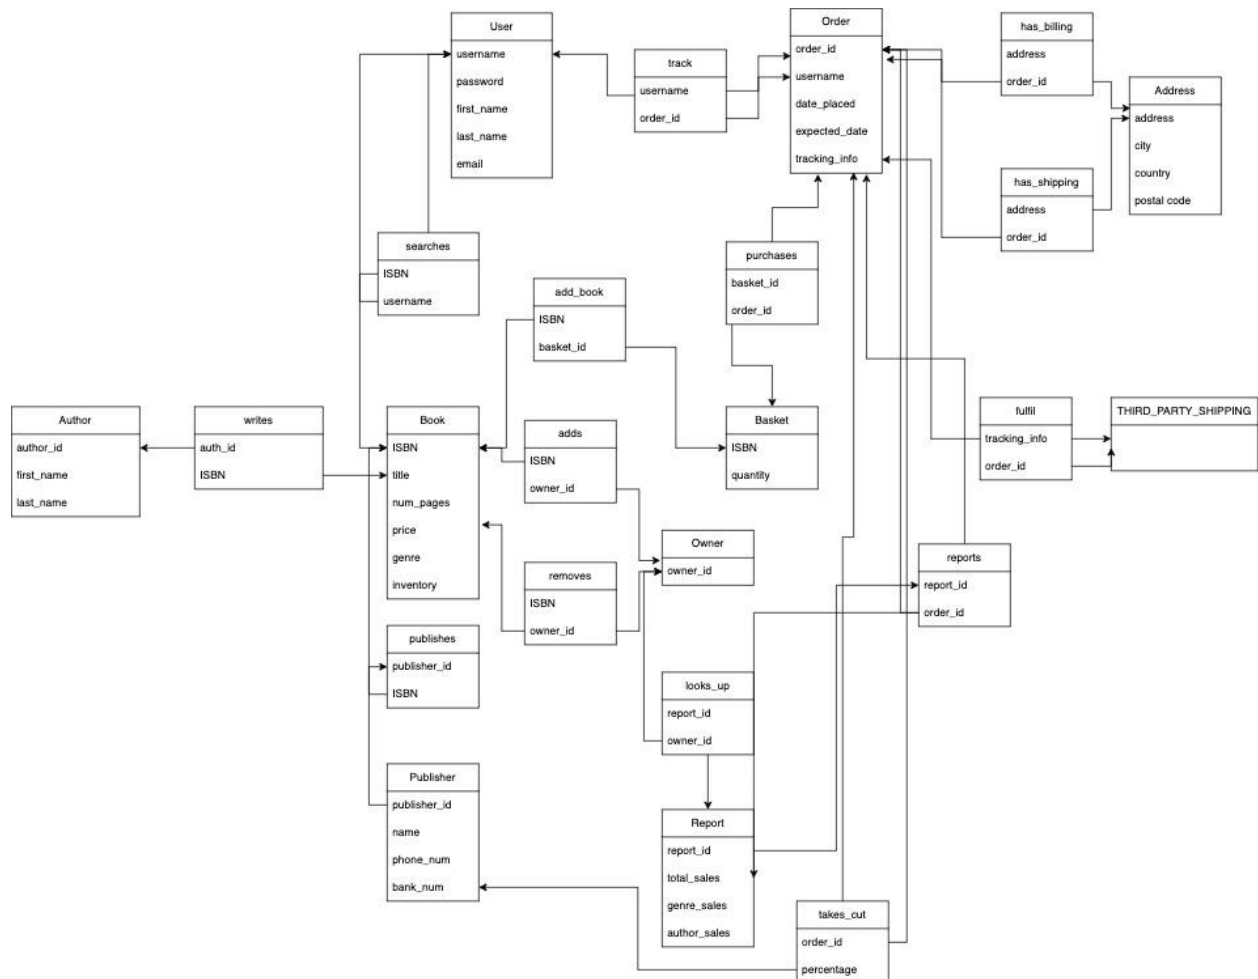 User
username
password
first_name
last_name
email
track
username
order_id
Order
order_id
username
date_placed
expected_date
tracking_info
has_billing
address
order_id
Address
address
city
country
postal code
has_shipping
address
order_id
searches
ISBN
username
add_book
ISBN
basket_id
purchases
basket_id
order_id
Author
author_id
first_name
last_name
writes
auth_id
ISBN
Book
ISBN
title
num_pages
price
genre
inventory
adds
ISBN
owner_id
Basket
ISBN
quantity
fulfil
tracking_info
order_id
THIRD_PARTY_SHIPPING
Owner
owner_id
removes
ISBN
owner_id
reports
report_id
order_id
publishes
publisher_id
ISBN
looks_up
report_id
owner_id
Publisher
publisher_id
name
phone_num
bank_num
Report
report_id
total_sales
genre_sales
author_sales
takes_cut
order_id
percentage